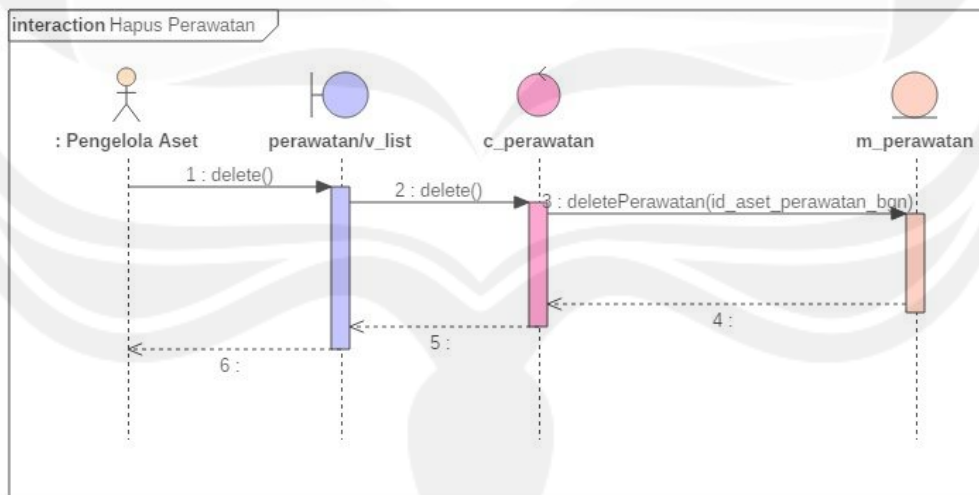 interaction Hapus Perawatan
: Pengelola Aset
perawatan/v_list
c_perawatan
m_perawatan
1 : delete()
2 : delete()
3 : deletePerawatan(id_aset_perawatan_bgn)
4 :
5 :
6 :